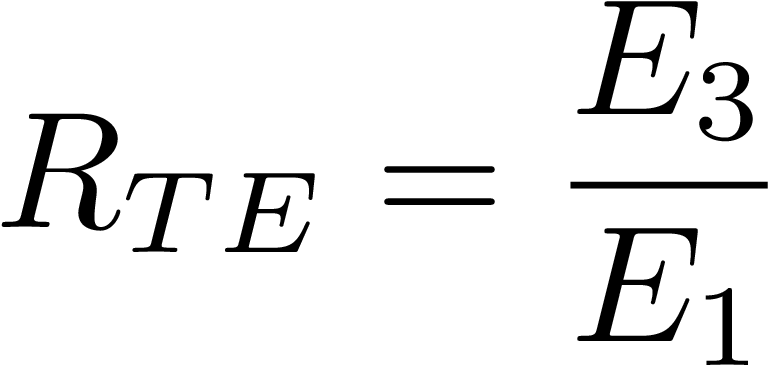 R_{TE} = \frac{E_3}{E_1}